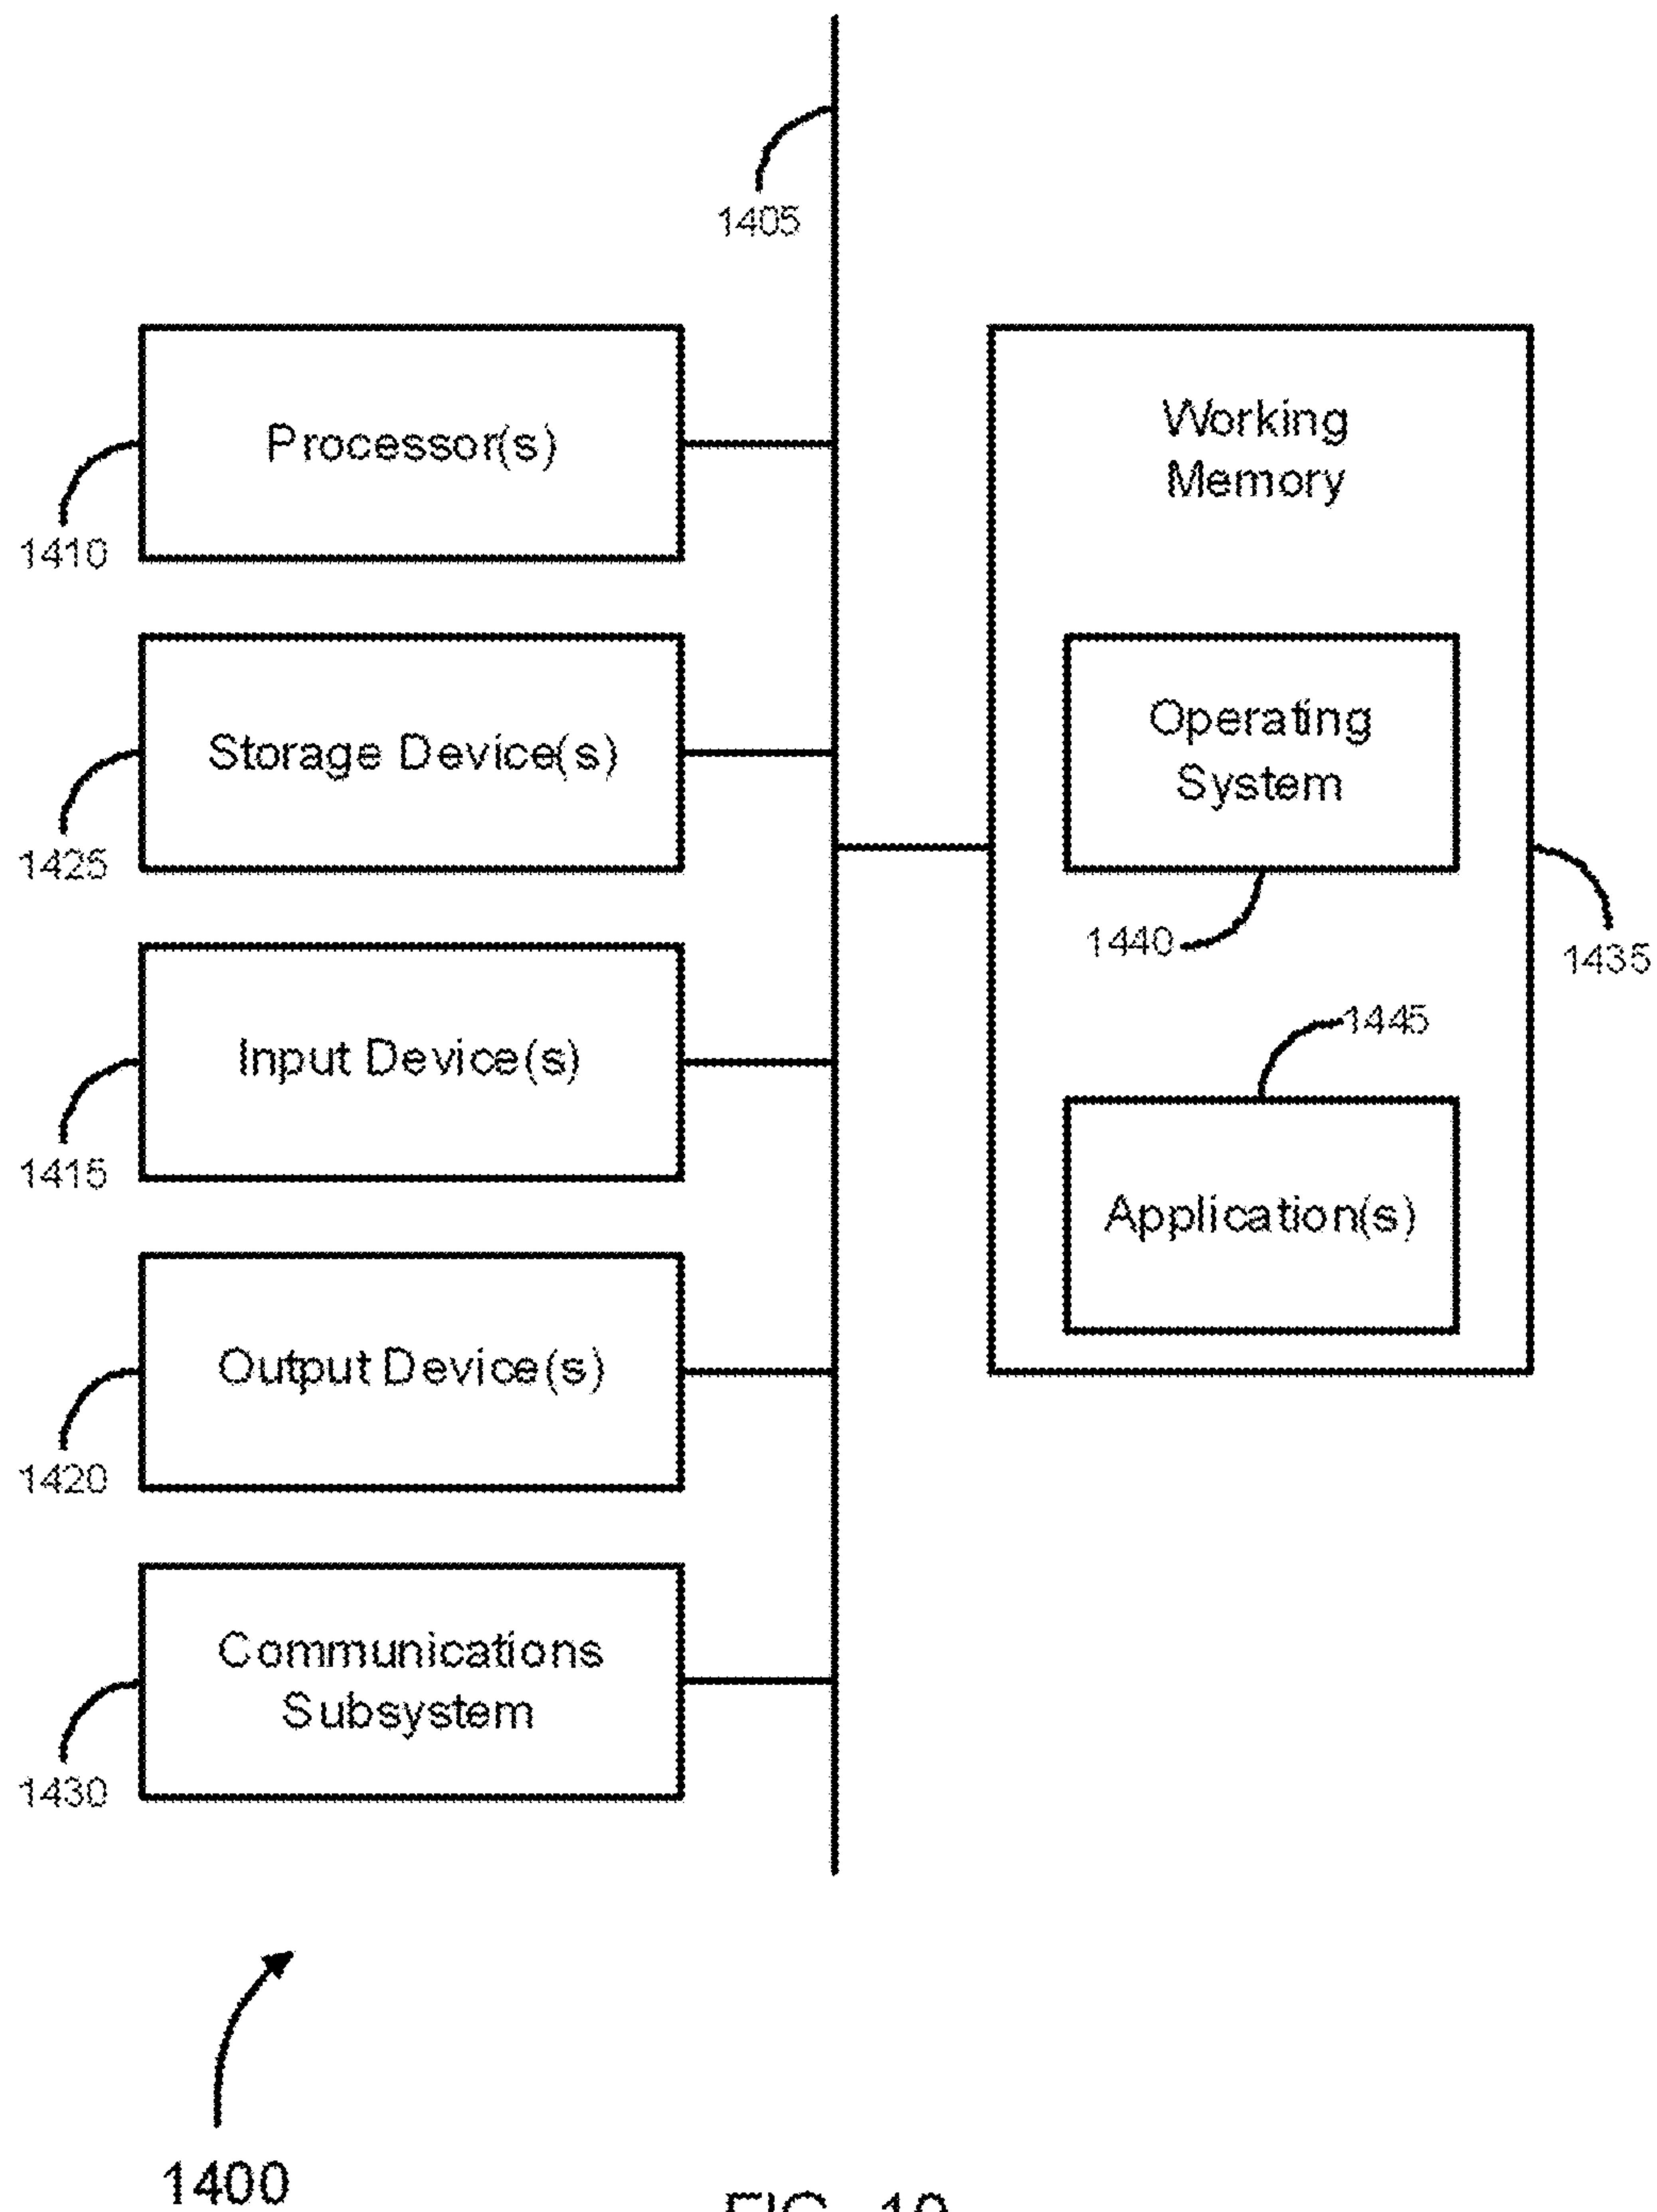 1405
Processor(s)
1410
Storage Device(s)
1425
Input Device(s)
1415
Output Device(s)
1420
Communications
Subsystem
1430
Working
Memory
Operating
System
1440
1435
1445
Application(s)
1400